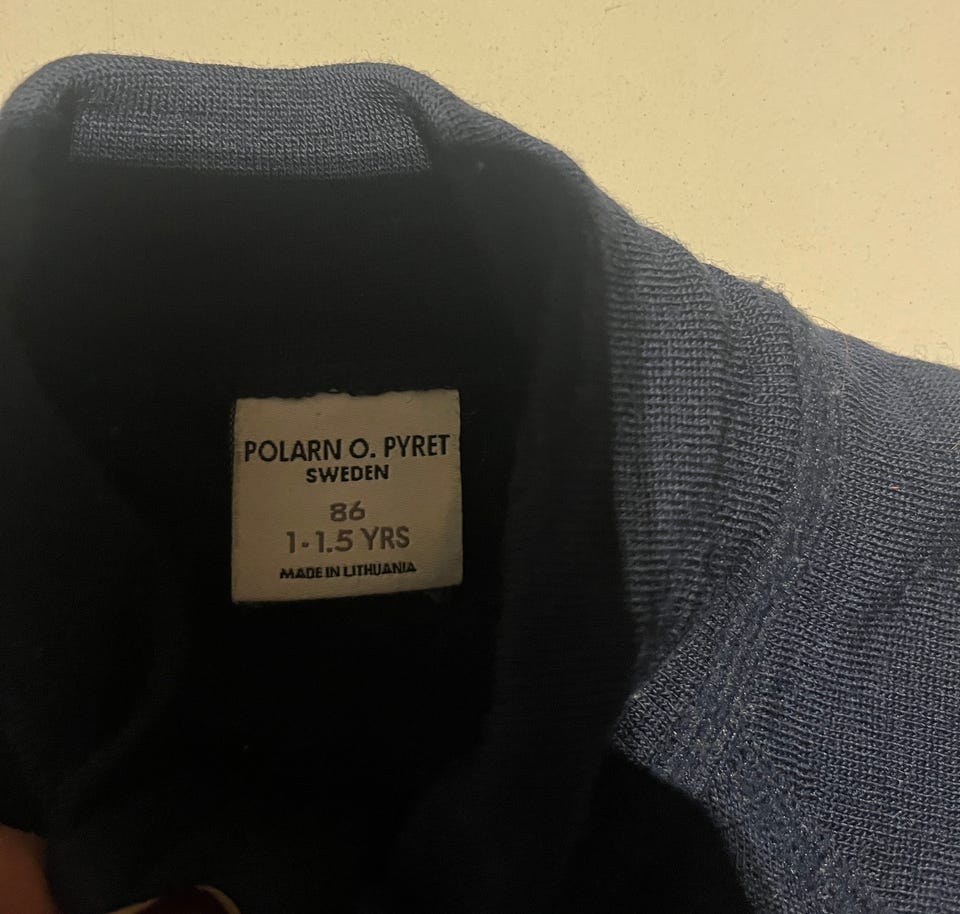 POLARN O. PYRET
SWEDEN
86
1-1.5 YRS
MADE IN LITHUANIA